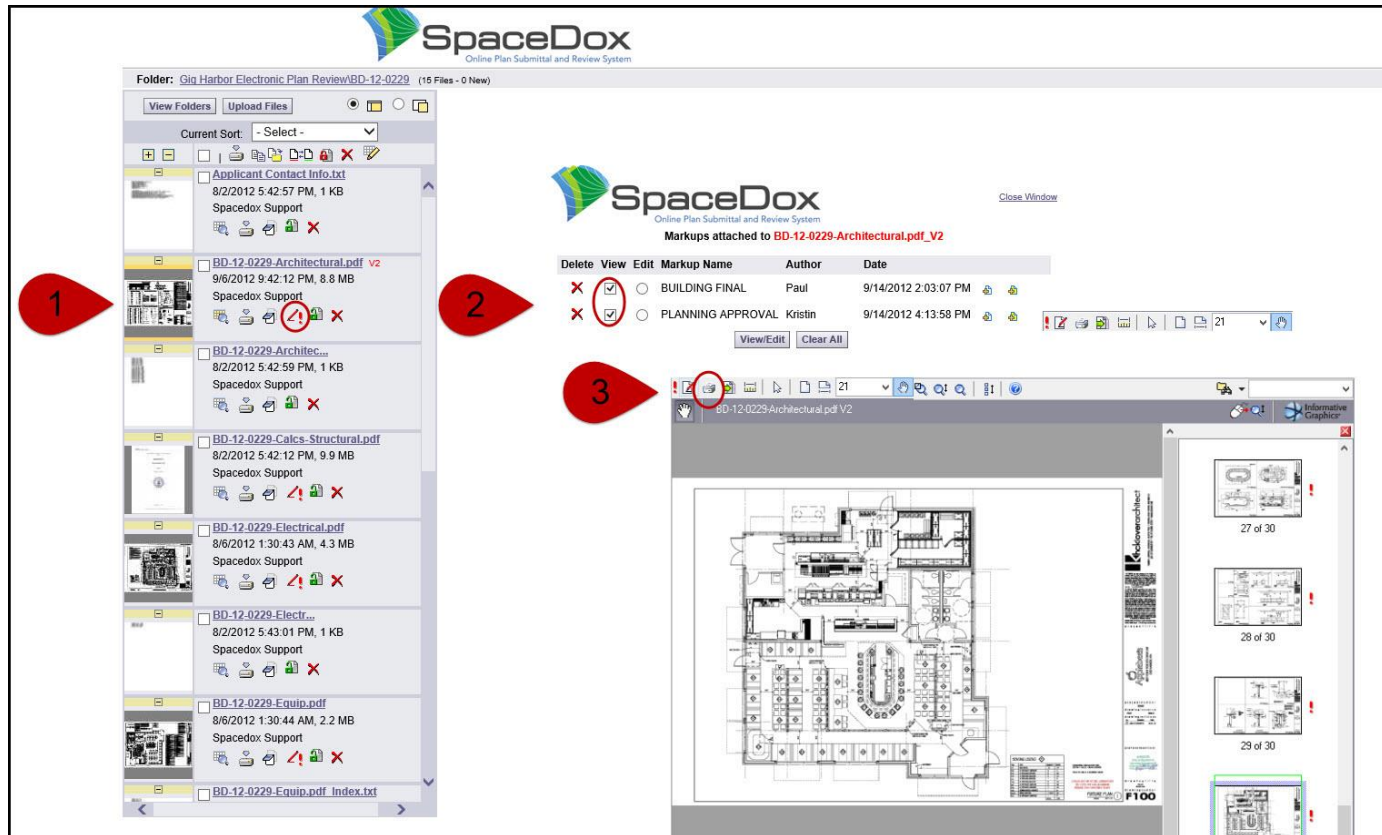 SpaceDox
Online Plan Submittal and Review System
Folder: Gig Harbor Electronic Plan Review\BD-12-0229 (15 Files - 0 New)
View Folders Upload Files
Current Sort: - Select -
Applicant Contact Info.txt
8/2/2012 5:42:57 PM, 1 KB
Spacedox Support
1
BD-12-0229-Architectural.pdf V2
9/6/2012 9:42:12 PM, 8.8 MB
Spacedox Support
BD-12-0229-Architec...
8/2/2012 5:42:59 PM, 1 KB
Spacedox Support
BD-12-0229-Calcs-Structural.pdf
8/2/2012 5:42:12 PM, 9.9 MB
Spacedox Support
BD-12-0229-Electrical.pdf
8/6/2012 1:30:43 AM, 4.3 MB
Spacedox Support
BD-12-0229-Electr...
8/2/2012 5:43:01 PM, 1 KB
Spacedox Support
BD-12-0229-Equip.pdf
8/6/2012 1:30:44 AM, 2.2 MB
Spacedox Support
BD-12-0229-Equip.pdf_Index.txt
SpaceDox
Online Plan Submittal and Review System
Close Window
Markups attached to BD-12-0229-Architectural.pdf_V2
2
Delete View Edit Markup Name Author Date
BUILDING FINAL Paul 9/14/2012 2:03:07 PM
PLANNING APPROVAL Kristin 9/14/2012 4:13:58 PM
21
View/Edit Clear All
3
21
BD-12-0229-Architectural.pdf V2
Informative Graphics
27 of 30
28 of 30
29 of 30
FIXTURE PLAN
F100